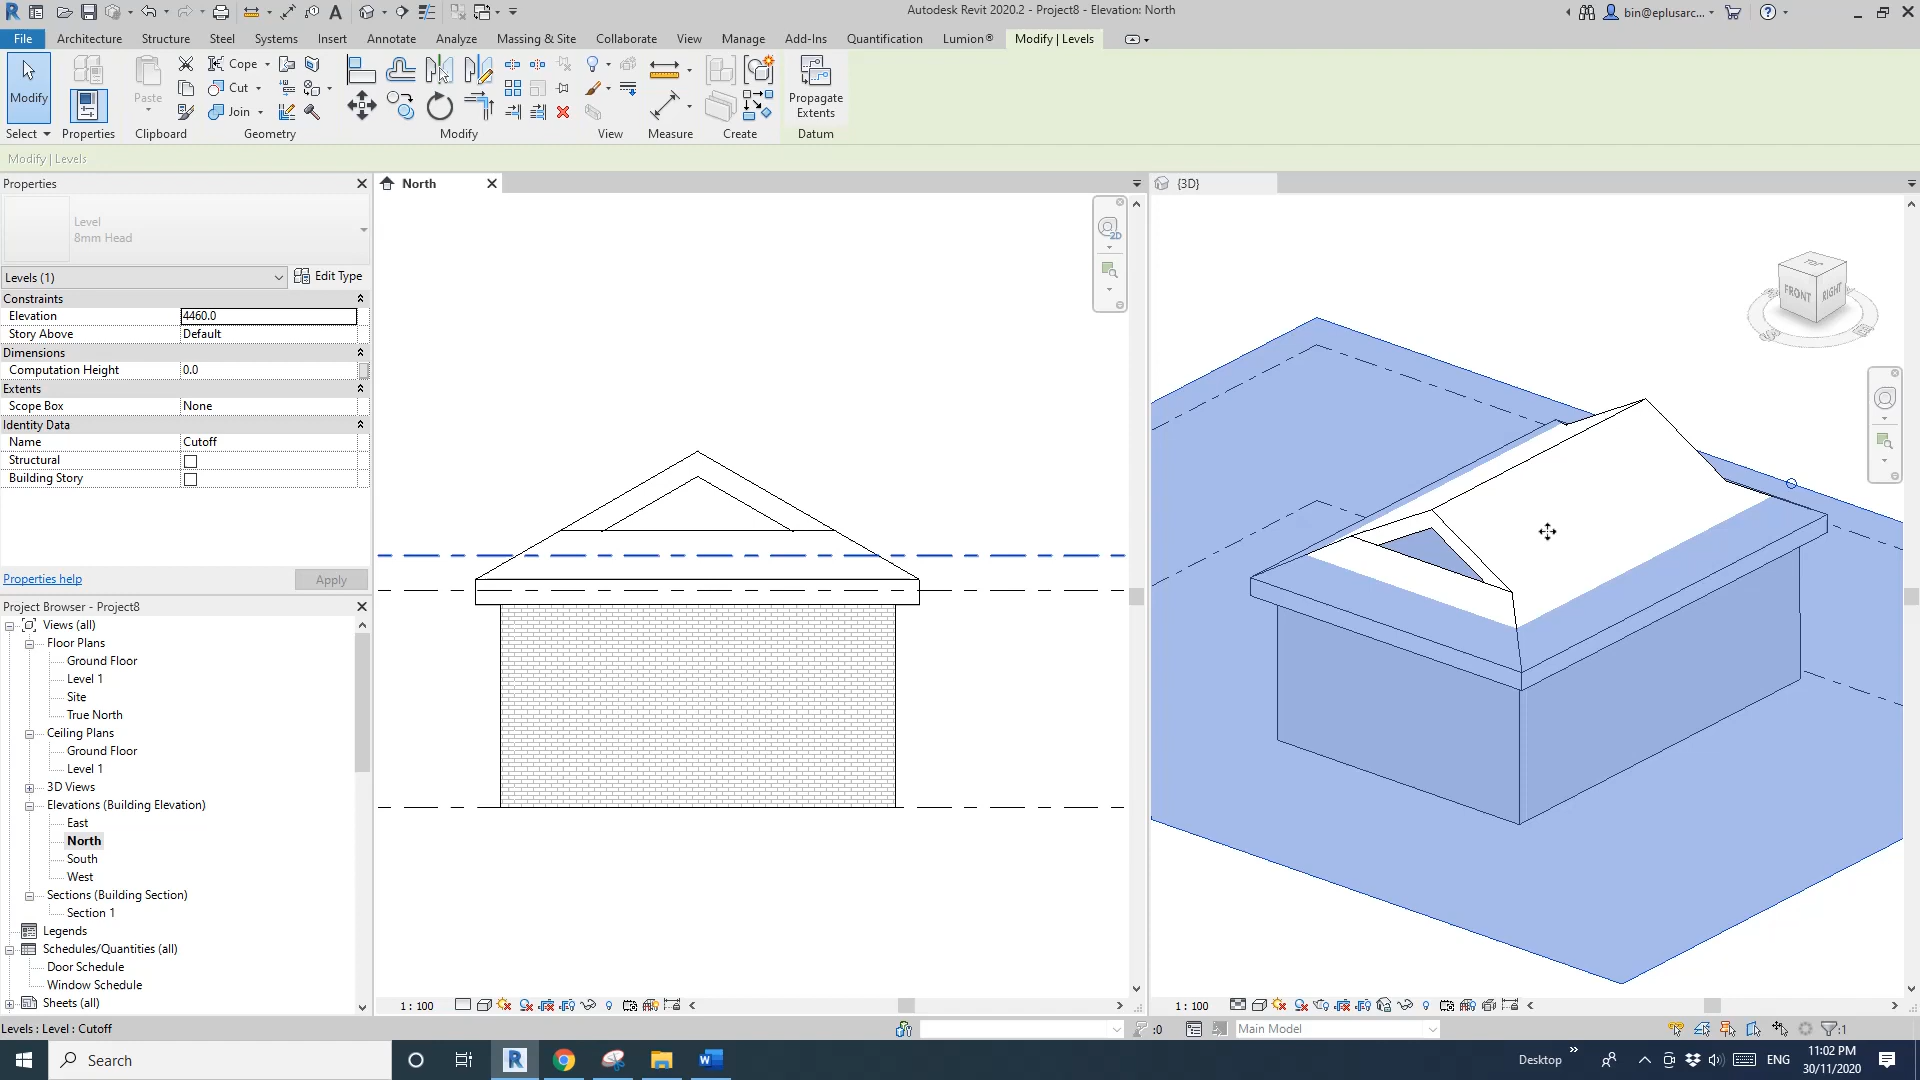 Autodesk Revit 2020.2 - Project8 - Elevation: North
bin@eplusarc...
File Architecture Structure Steel Systems Insert Annotate Analyze Massing & Site Collaborate View Manage Add-Ins Quantification Lumion® Modify | Levels
Modify
Paste
Cope
Cut
Join
Propagate
Extents
Select Properties Clipboard Geometry Modify View Measure Create Datum
Modify | Levels
Properties
Level
8mm Head
Levels (1)
Edit Type
Constraints
Elevation 4460.0
Story Above Default
Dimensions
Computation Height 0.0
Extents
Scope Box None
Identity Data
Name Cutoff
Structural
Building Story
Properties help
Apply
Project Browser - Project8
Views (all)
Floor Plans
Ground Floor
Level 1
Site
True North
Ceiling Plans
Ground Floor
Level 1
3D Views
Elevations (Building Elevation)
East
North
South
West
Sections (Building Section)
Section 1
Legends
Schedules/Quantities (all)
Door Schedule
Window Schedule
Sheets (all)
North
2D
1 : 100
{3D}
TOP
FRONT
RIGHT
1 : 100
Levels : Level : Cutoff
:0
Main Model
:1
Search
Desktop
ENG
11:02 PM
30/11/2020